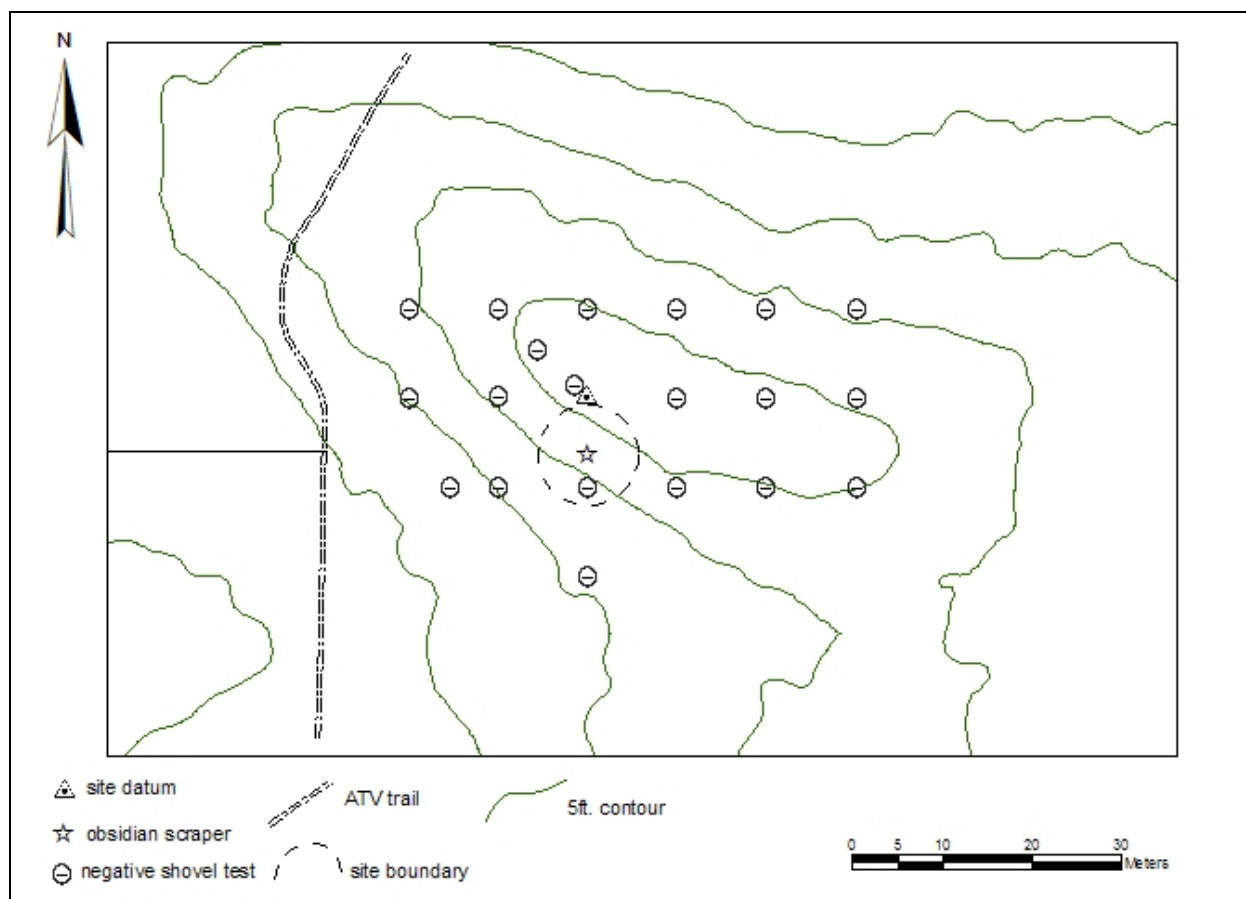 N
site datum
ATV trail
5ft. contour
obsidian scraper
negative shovel test
site boundary
0 5 10 20 30
Meters